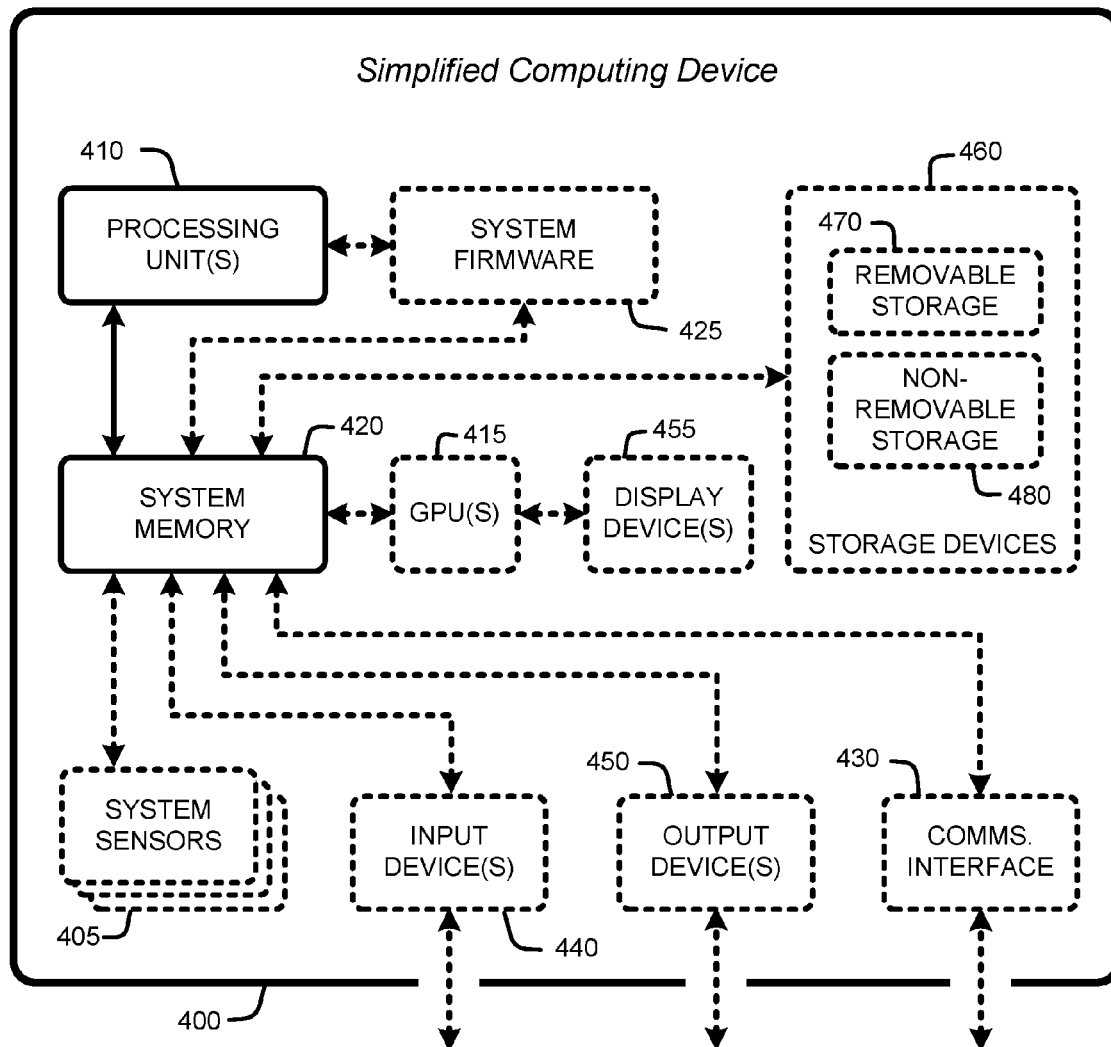 Simplified Computing Device
410
PROCESSING
UNIT(S)
SYSTEM
FIRMWARE
425
460
470
REMOVABLE
STORAGE
NON-
REMOVABLE
STORAGE
480
STORAGE DEVICES
420
SYSTEM
MEMORY
415
GPU(S)
455
DISPLAY
DEVICE(S)
SYSTEM
SENSORS
405
INPUT
DEVICE(S)
440
450
OUTPUT
DEVICE(S)
430
COMMS.
INTERFACE
400